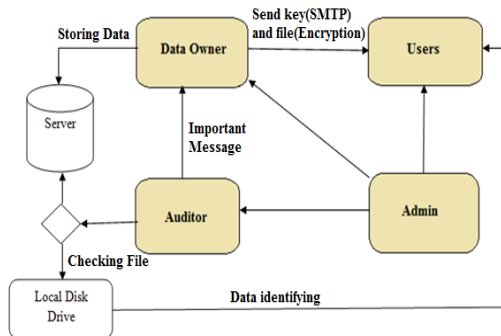 Storing Data
Data Owner
Send key(SMTP)
and file(Encryption)
Users
Server
Important
Message
Auditor
Admin
Checking File
Local Disk
Drive
Data identifying